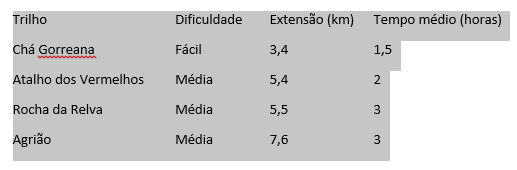 Trilho Dificuldade Extensão (km) Tempo médio (horas)
Chá Gorreana Fácil 3,4 1,5
Atalho dos Vermelhos Média 5,4 2
Rocha da Relva Média 5,5 3
Agrião Média 7,6 3